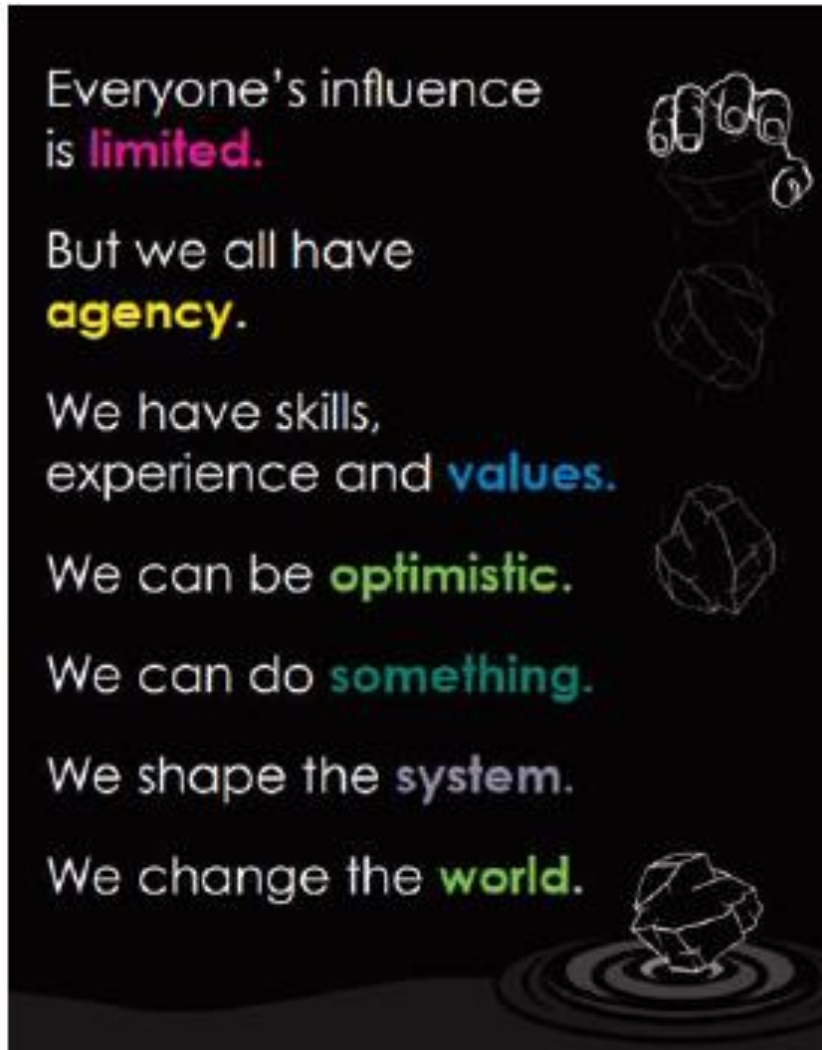 Everyone’s influence
is limited.
But we all have
agency.
We have skills,
experience and values.
We can be optimistic.
We can do something.
We shape the system.
We change the world.